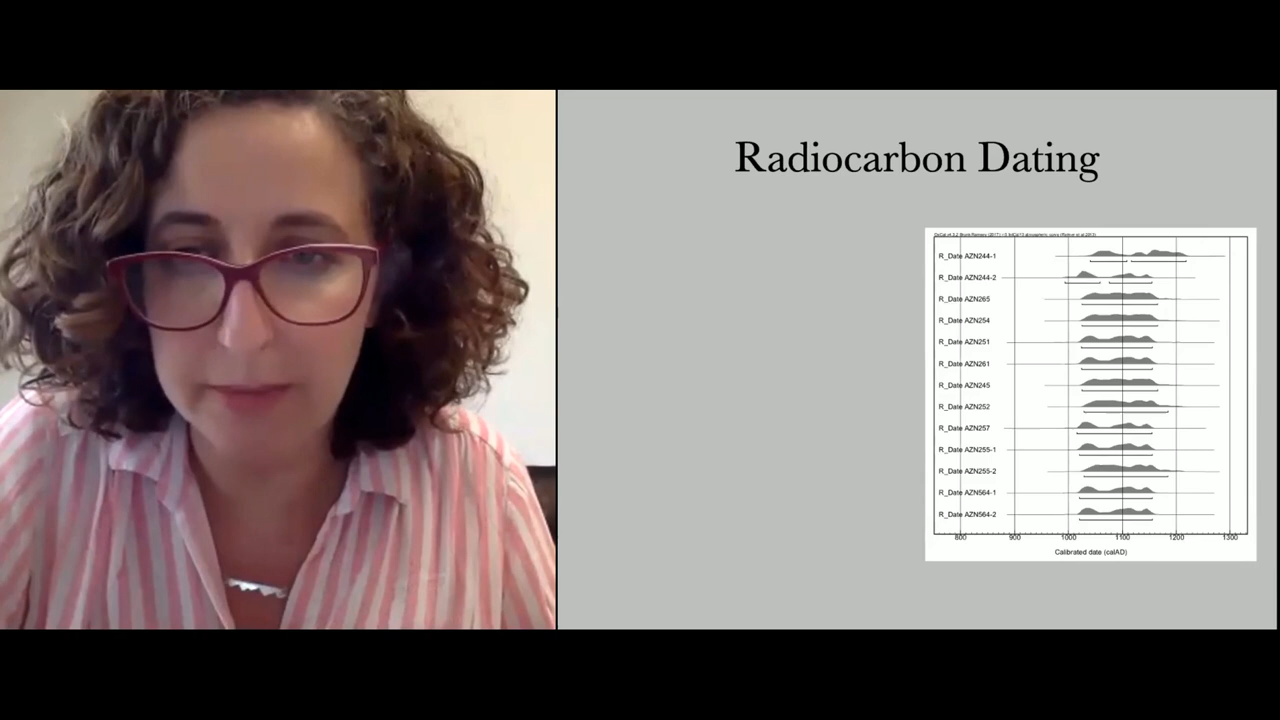 Radiocarbon Dating
R_Date AZN244-1
R_Date AZN244-2
R_Date AZN265
R_Date AZN254
R_Date AZN251
R_Date AZN261
R_Date AZN245
R_Date AZN252
R_Date AZN257
R_Date AZN255-1
R_Date AZN255-2
R_Date AZN564-1
R_Date AZN564-2
800 900 1000 1100 1200 1300
Calibrated date (calAD)